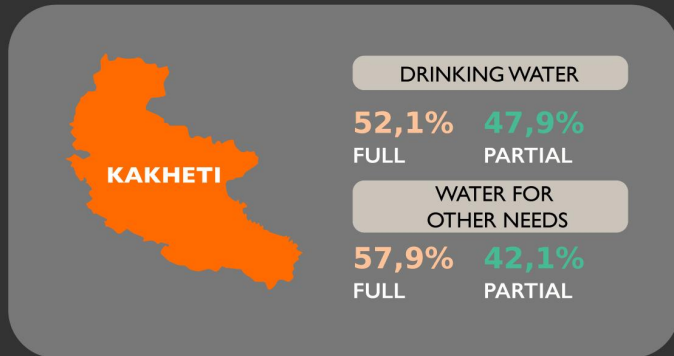 KAKHETI
DRINKING WATER
52,1% 47,9%
FULL PARTIAL
WATER FOR
OTHER NEEDS
57,9% 42,1%
FULL PARTIAL